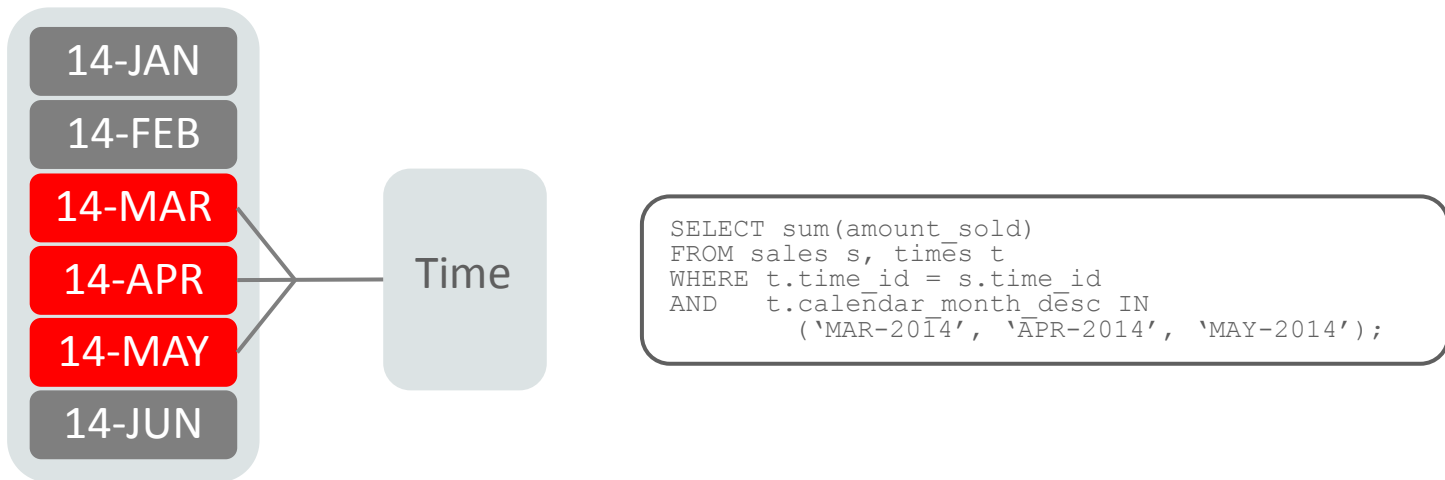 14-JAN
14-FEB
14-MAR
14-APR
14-MAY
14-JUN
Time
SELECT sum(amount_sold)
FROM sales s, times t
WHERE t.time_id = s.time_id
AND   t.calendar_month_desc IN
        (‘MAR-2014’, ‘APR-2014’, ‘MAY-2014’);